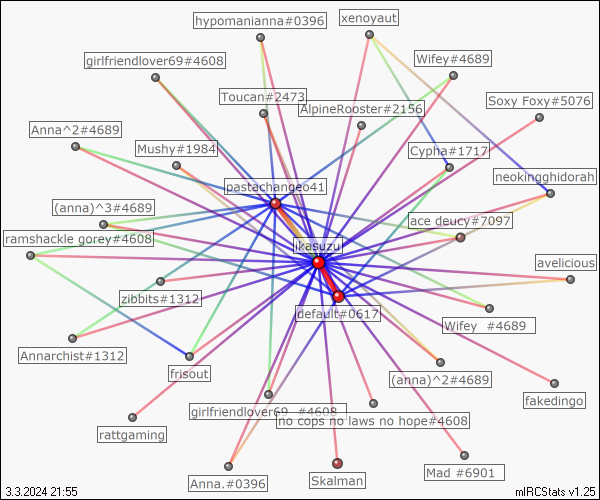 hypomanianna#0396
xenoyaut
girlfriendlover69#4608
Wifey#4689
Toucan#2473
AlpineRooster#2156
Soxy Foxy#5076
Anna^2#4689
Mushy#1984
Cypha#1717
pastachangeo41
neokingghidorah
(anna)^3#4689
ace deucy#7097
ramshackle gorey#4608
ikasuzu
avelicious
zibbits#1312
default#0617
Wifey_#4689
Annarchist#1312
frisout
(anna)^2#4689
fakedingo
girlfriendlover69_#4608
no cops no laws no hope#4608
rattgaming
Anna.#0396
Skalman
Mad_#6901
3.3.2024 21:55
mIRCStats v1.25